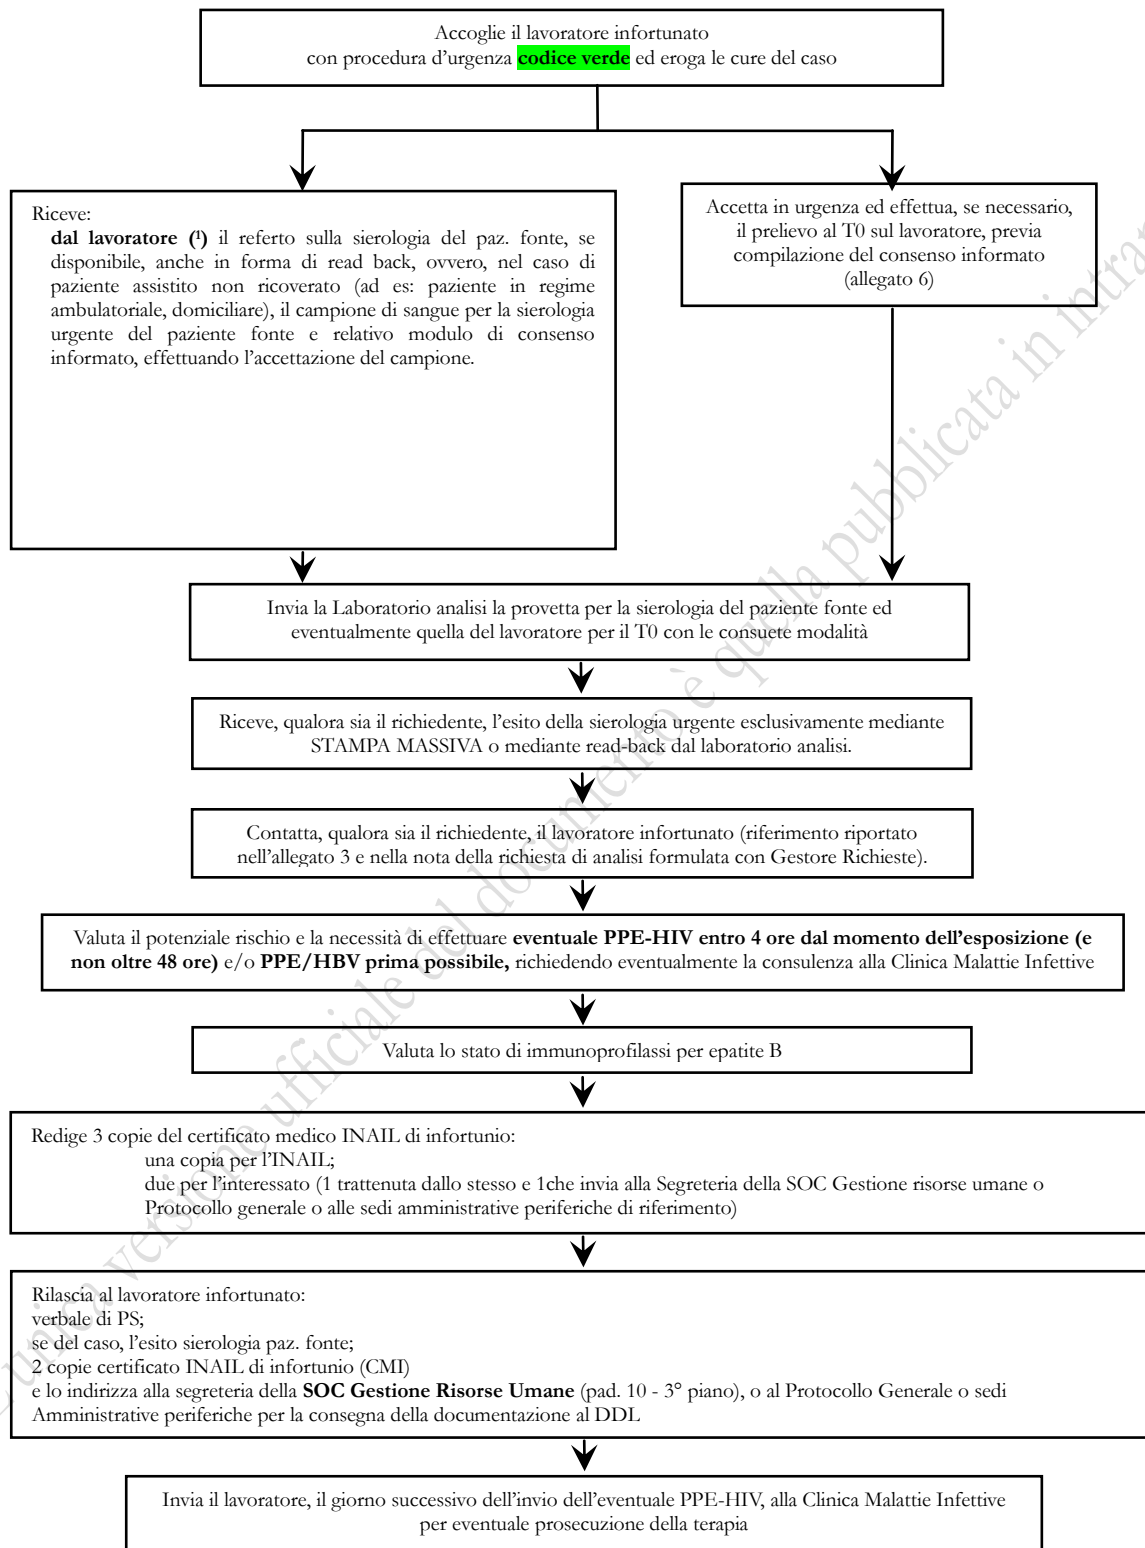 Accoglie il lavoratore infortunato
con procedura d'urgenza codice verde ed eroga le cure del caso
Riceve:
dal lavoratore (¹) il referto sulla sierologia del paz. fonte, se
disponibile, anche in forma di read back, ovvero, nel caso di
paziente assistito non ricoverato (ad es: paziente in regime
ambulatoriale, domiciliare), il campione di sangue per la sierologia
urgente del paziente fonte e relativo modulo di consenso
informato, effettuando l'accettazione del campione.
Accetta in urgenza ed effettua, se necessario,
il prelievo al T0 sul lavoratore, previa
compilazione del consenso informato
(allegato 6)
Invia la Laboratorio analisi la provetta per la sierologia del paziente fonte ed
eventualmente quella del lavoratore per il T0 con le consuete modalità
Riceve, qualora sia il richiedente, l'esito della sierologia urgente esclusivamente mediante
STAMPA MASSIVA o mediante read-back dal laboratorio analisi.
Contatta, qualora sia il richiedente, il lavoratore infortunato (riferimento riportato
nell'allegato 3 e nella nota della richiesta di analisi formulata con Gestore Richieste).
Valuta il potenziale rischio e la necessità di effettuare eventuale PPE-HIV entro 4 ore dal momento dell'esposizione (e
non oltre 48 ore) e/o PPE/HBV prima possibile, richiedendo eventualmente la consulenza alla Clinica Malattie Infettive
Valuta lo stato di immunoprofilassi per epatite B
Redige 3 copie del certificato medico INAIL di infortunio:
una copia per l'INAIL;
due per l'interessato (1 trattenuta dallo stesso e 1che invia alla Segreteria della SOC Gestione risorse umane o
Protocollo generale o alle sedi amministrative periferiche di riferimento)
Rilascia al lavoratore infortunato:
verbale di PS;
se del caso, l'esito sierologia paz. fonte;
2 copie certificato INAIL di infortunio (CMI)
e lo indirizza alla segreteria della SOC Gestione Risorse Umane (pad. 10 - 3° piano), o al Protocollo Generale o sedi
Amministrative periferiche per la consegna della documentazione al DDL
Invia il lavoratore, il giorno successivo dell'invio dell'eventuale PPE-HIV, alla Clinica Malattie Infettive
per eventuale prosecuzione della terapia
unica versione ufficiale del documento è quella pubblicata in